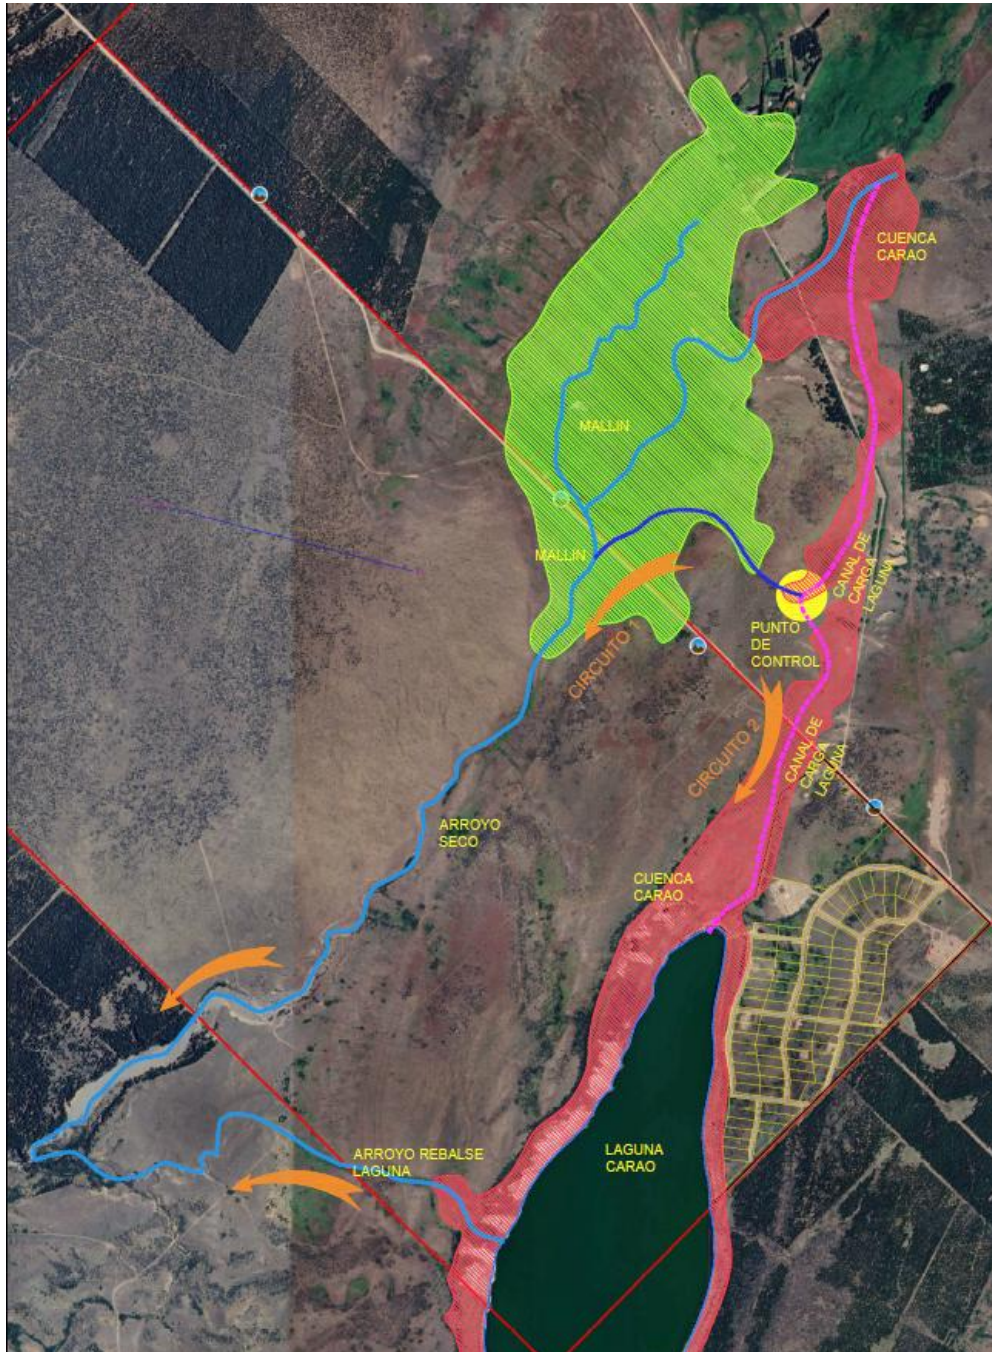 CUENCA
CARAO
MALLIN
MALLIN
CANAL DE
CARGA
LAGUNA
PUNTO
DE
CONTROL
CIRCUITO 1
CIRCUITO 2
CANAL DE
CARGA
LAGUNA
ARROYO
SECO
CUENCA
CARAO
ARROYO REBALSE
LAGUNA
LAGUNA
CARAO